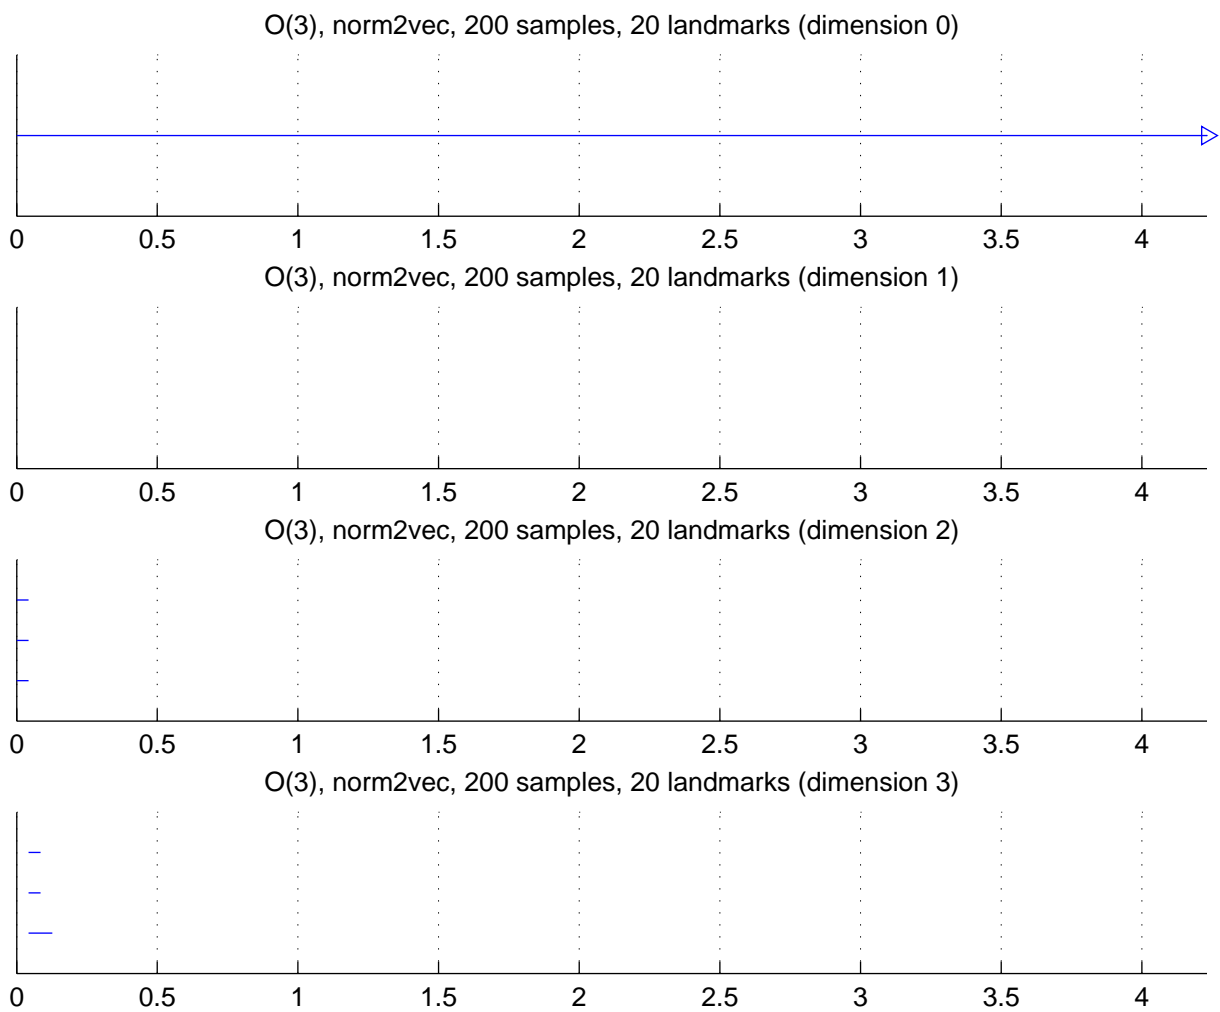 O(3), norm2vec, 200 samples, 20 landmarks (dimension 0)
0 0.5 1 1.5 2 2.5 3 3.5 4
O(3), norm2vec, 200 samples, 20 landmarks (dimension 1)
0 0.5 1 1.5 2 2.5 3 3.5 4
O(3), norm2vec, 200 samples, 20 landmarks (dimension 2)
0 0.5 1 1.5 2 2.5 3 3.5 4
O(3), norm2vec, 200 samples, 20 landmarks (dimension 3)
0 0.5 1 1.5 2 2.5 3 3.5 4